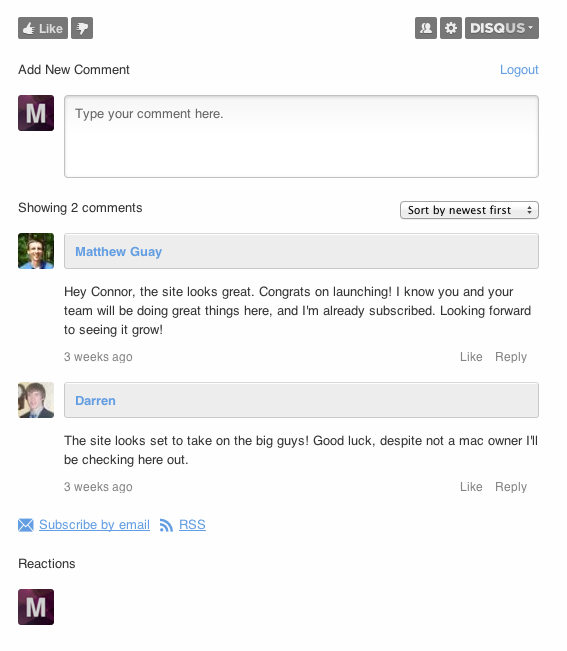 Like DISQUS
Add New Comment Logout
M
Type your comment here.
Showing 2 comments Sort by newest first
Matthew Guay
Hey Connor, the site looks great. Congrats on launching! I know you and your
team will be doing great things here, and I'm already subscribed. Looking forward
to seeing it grow!
3 weeks ago Like Reply
Darren
The site looks set to take on the big guys! Good luck, despite not a mac owner I'll
be checking here out.
3 weeks ago Like Reply
Subscribe by email RSS
Reactions
M